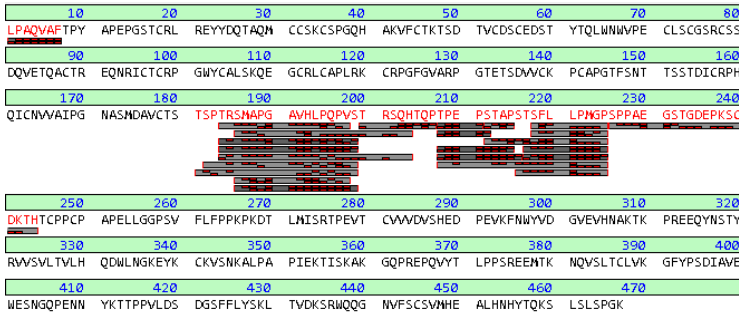 10 20 30 40 50 60 70 80
LPAQVAFTPY APEPGSTCRL REYYDQTAQM CCSKCSPGQH AKVFCTKTSD TVCDSCEDST YTQLWNWVPE CLSCGSRCSS
90 100 110 120 130 140 150 160
DQVETQACTR EQNRICTCRP GWYCALSKQE GCRLCAPLRK CRPGFGVARP GTETSDVVCK PCAPGTFSNT TSSTDICRPH
170 180 190 200 210 220 230 240
QICNVVAIPG NASMDAVCTS TSPTRSMAPG AVHLPQPVST RSQHTQPTPE PSTAPSTSFL LPMGPSPPAE GSTGDEPKSC
250 260 270 280 290 300 310 320
DKTHTCPPCP APELLGGPSV FLFPPKPKDT LMISRTPEVT CVVVDVSHED PEVKFNWYVD GVEVHNAKTK PREEQYNSTY
330 340 350 360 370 380 390 400
RVVSVLTVLH QDWLNGKEYK CKVSNKALPA PIEKTISKAK GQPREPQVYT LPPSREEMTK NQVSLTCLVK GFYPSDIAVE
410 420 430 440 450 460 470
WESNGQPENN YKTTPPVLDS DGSFFLYSKL TVDKSRWQQG NVFSCSVMHE ALHNHYTQKS LSLSPGK